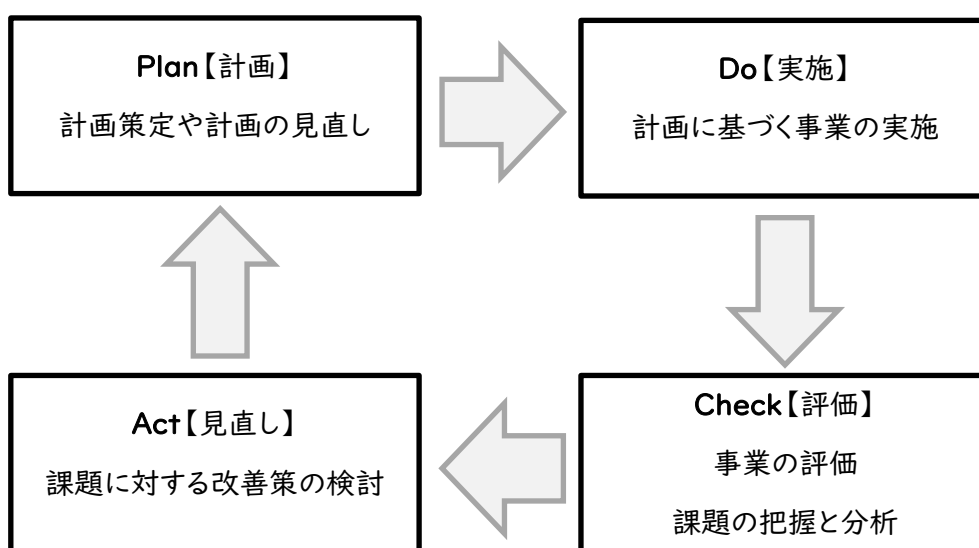 Plan【計画】
計画策定や計画の見直し
Do【実施】
計画に基づく事業の実施
Check【評価】
事業の評価
課題の把握と分析
Act【見直し】
課題に対する改善策の検討